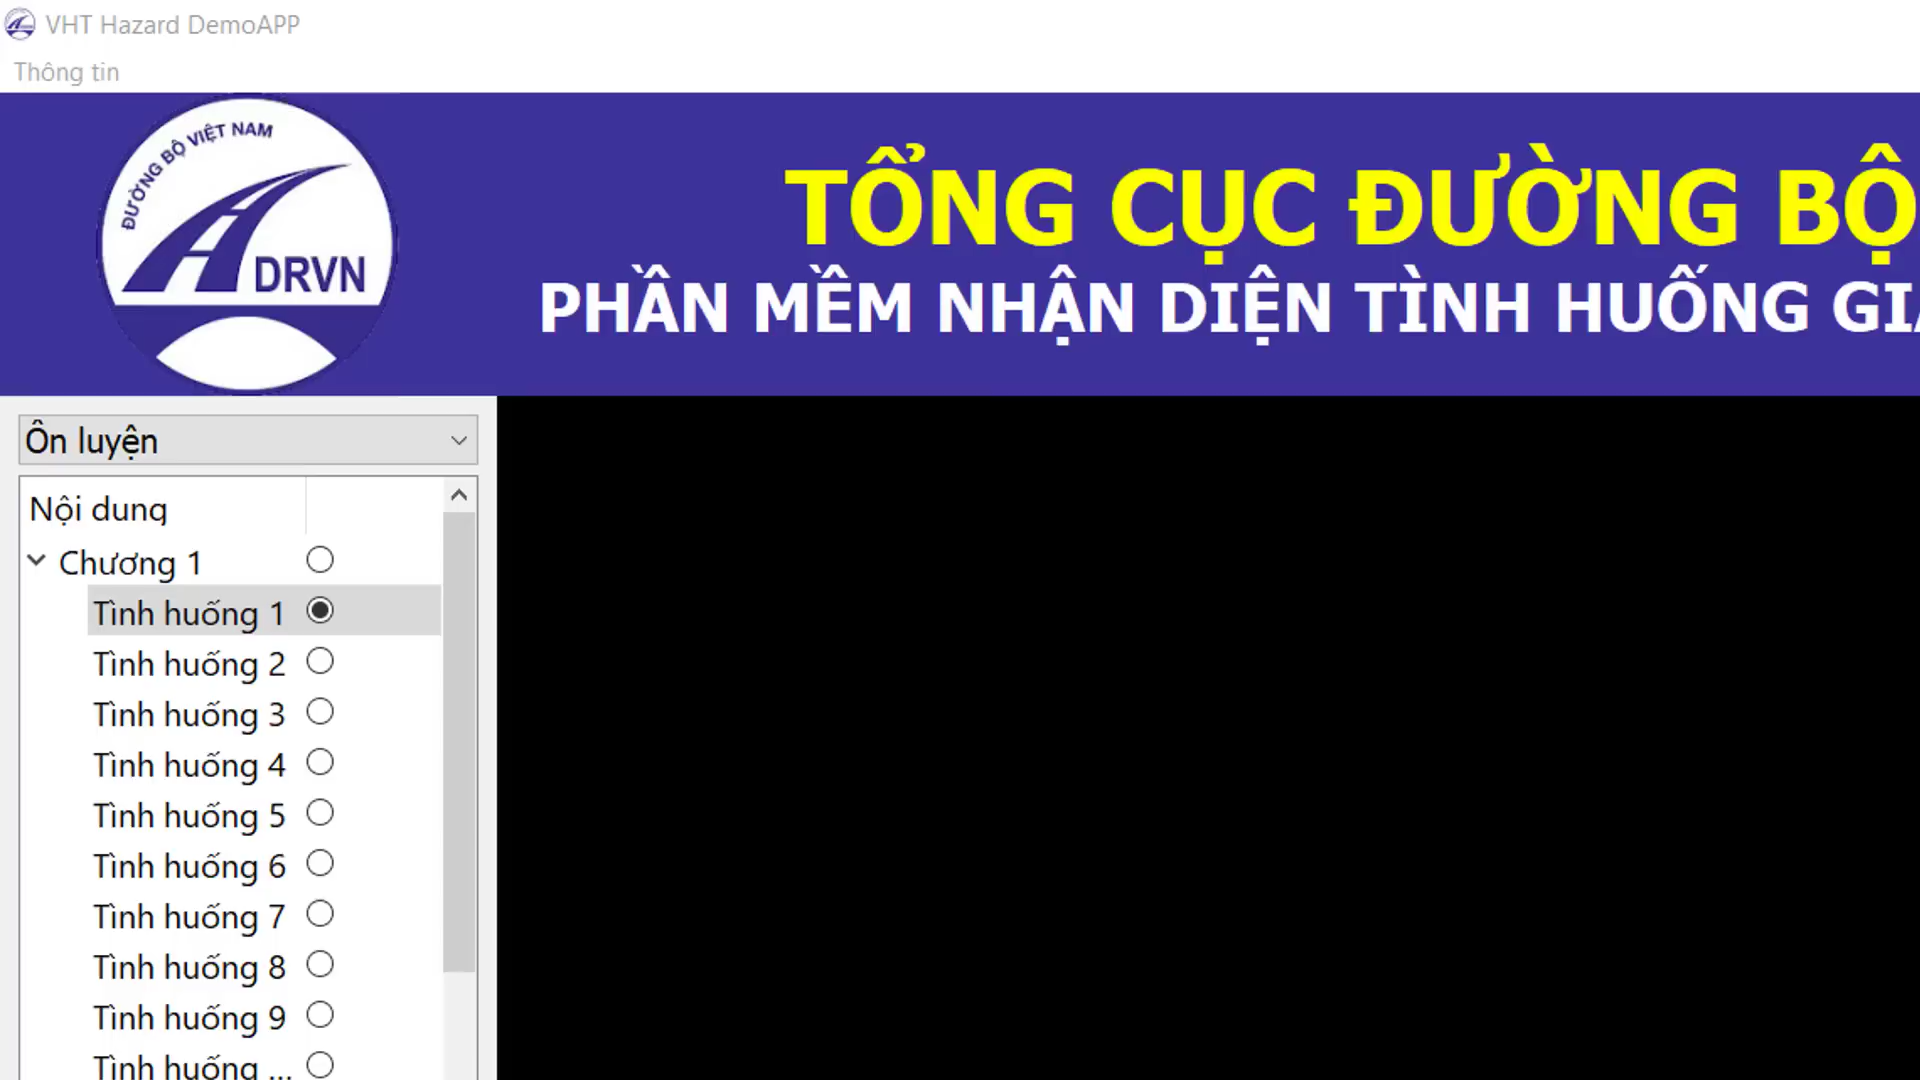 VHT Hazard DemoAPP
Thông tin
ĐƯỜNG BỘ VIỆT NAM
DRVN
TỔNG CỤC ĐƯỜNG BỘ
PHẦN MỀM NHẬN DIỆN TÌNH HUỐNG GI
Ôn luyện
Nội dung
Chương 1
Tình huống 1
Tình huống 2
Tình huống 3
Tình huống 4
Tình huống 5
Tình huống 6
Tình huống 7
Tình huống 8
Tình huống 9
Tình huống ...